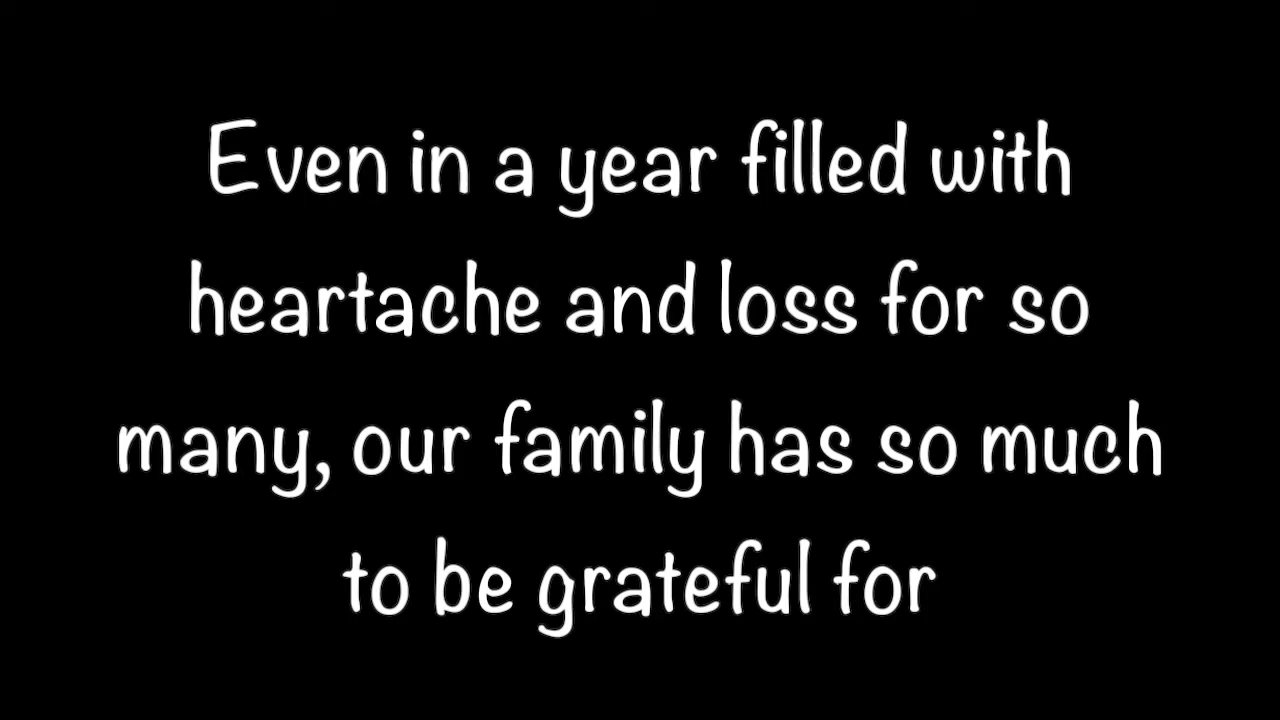 Even in a year filled with
heartache and loss for so
many, our family has so much
to be grateful for